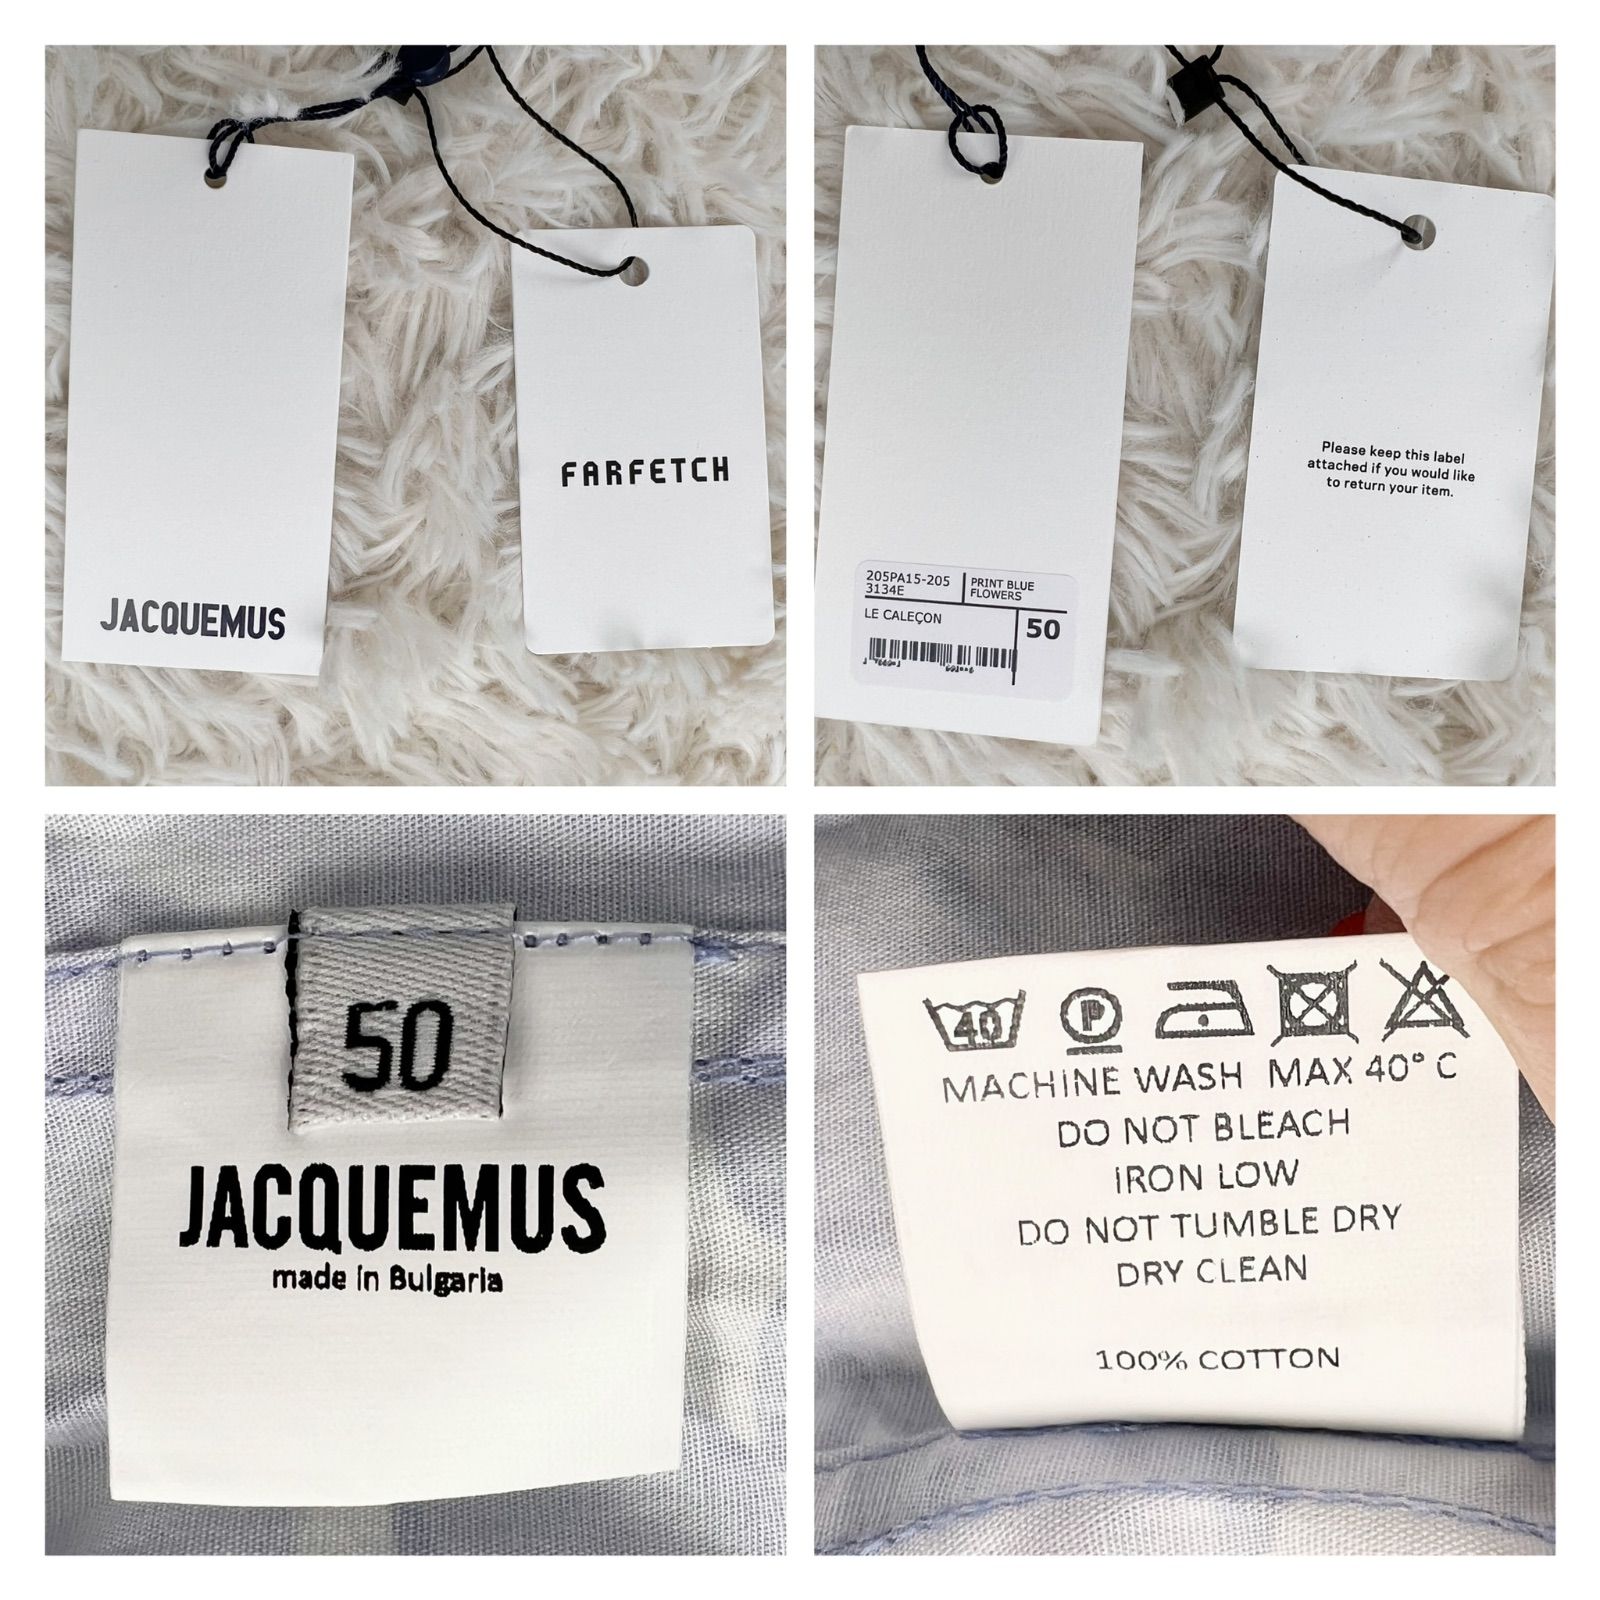 JACQUEMUS
FARFETCH
205PA15-205
3134E
PRINT BLUE
FLOWERS
LE CALEÇON
50
Please keep this label
attached if you would like
to return your item.
50
JACQUEMUS
made in Bulgaria
40 P
MACHINE WASH MAX 40° C
DO NOT BLEACH
IRON LOW
DO NOT TUMBLE DRY
DRY CLEAN
100% COTTON